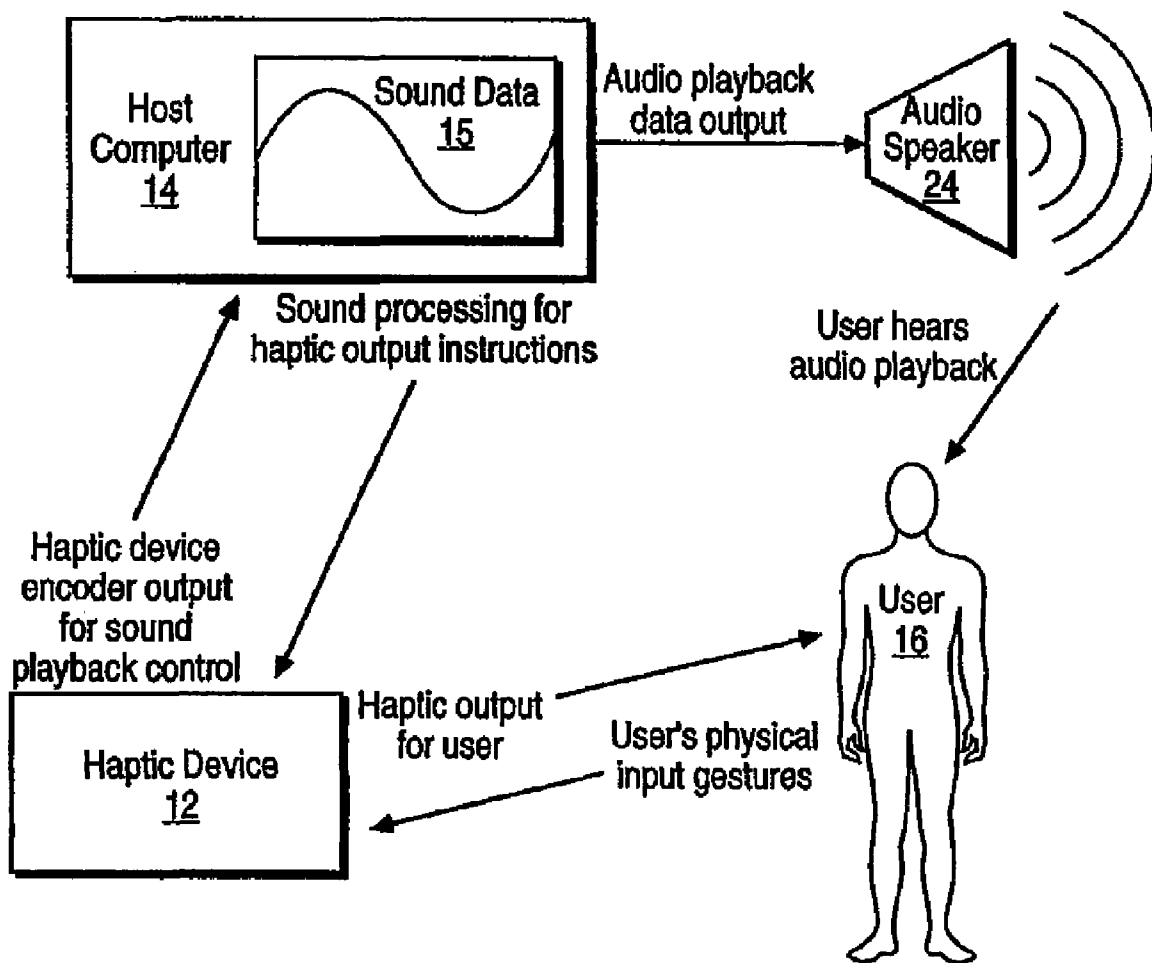 Host
Computer
14
Sound Data
15
Audio playback
data output
Audio
Speaker
24
Sound processing for
haptic output instructions
User hears
audio playback
Haptic device
encoder output
for sound
playback control
User
16
Haptic output
for user
User's physical
input gestures
Haptic Device
12